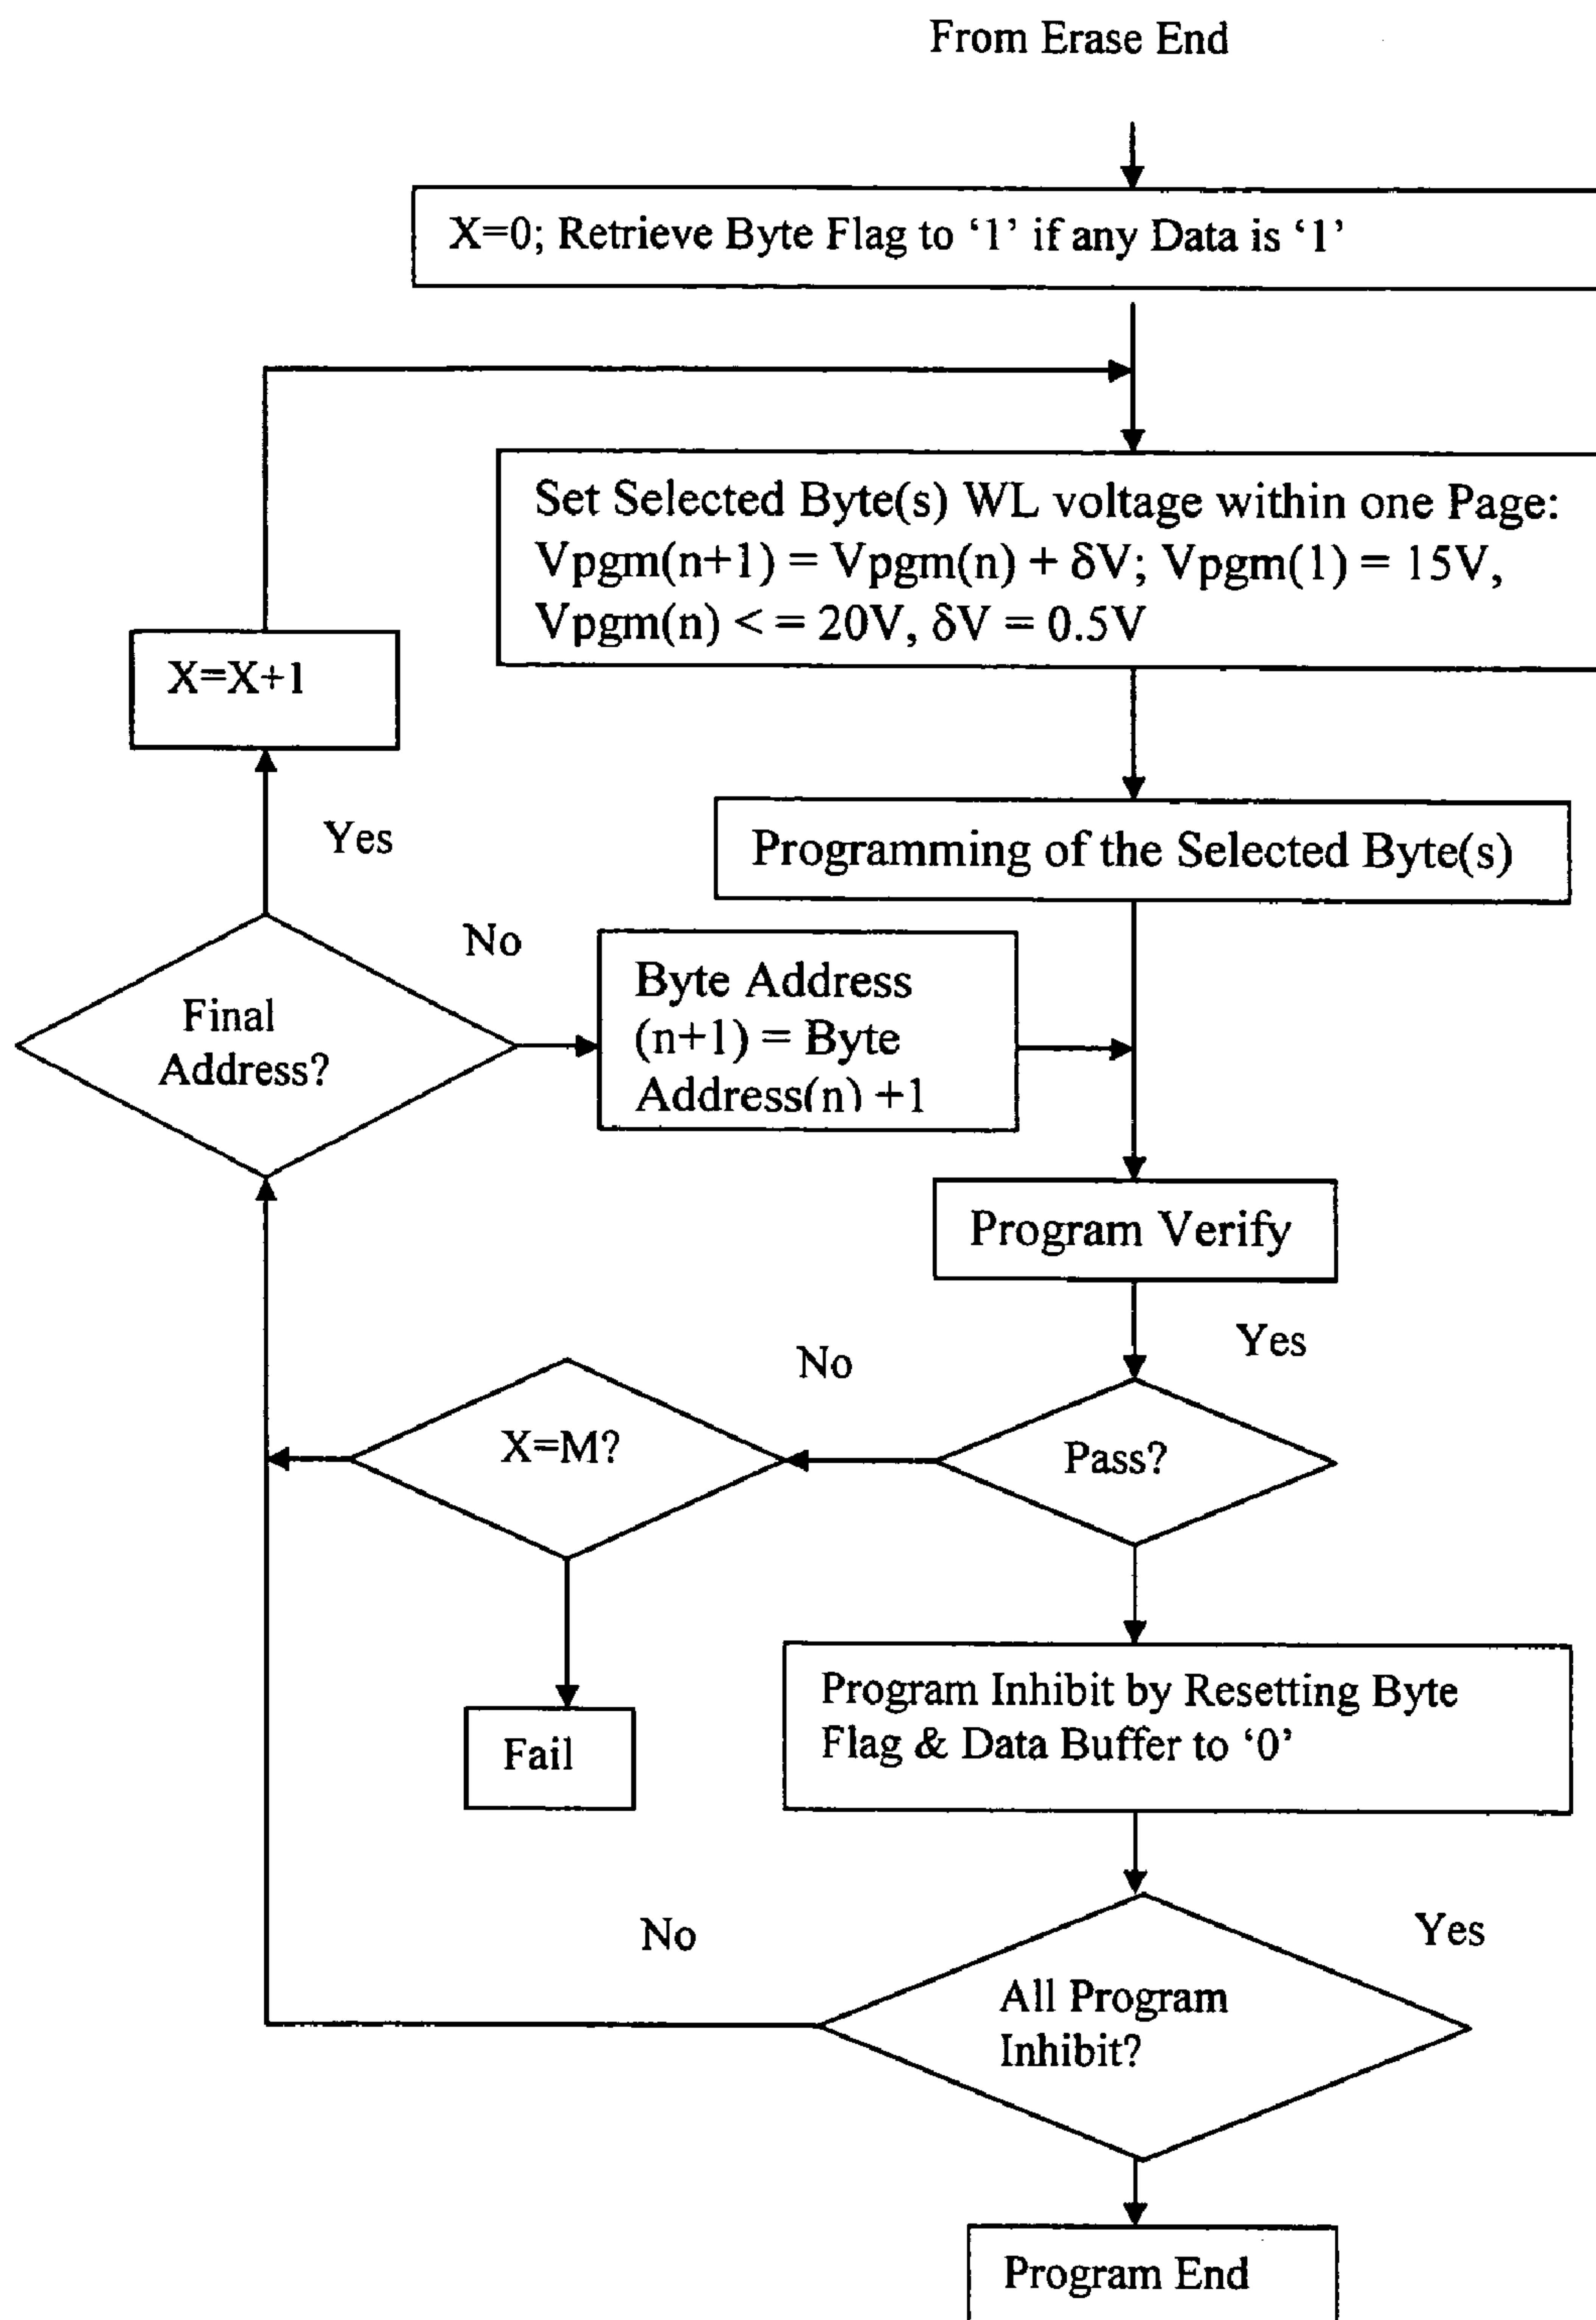 From Erase End
X=0; Retrieve Byte Flag to ‘1’ if any Data is ‘1’
Set Selected Byte(s) WL voltage within one Page:
Vpgm(n+1) = Vpgm(n) + δV; Vpgm(1) = 15V,
Vpgm(n) < = 20V, δV = 0.5V
X=X+1
Programming of the Selected Byte(s)
Yes
No
Final
Address?
Byte Address
(n+1) = Byte
Address(n) +1
Program Verify
Yes
No
X=M?
Pass?
Fail
Program Inhibit by Resetting Byte
Flag & Data Buffer to ‘0’
No
Yes
All Program
Inhibit?
Program End